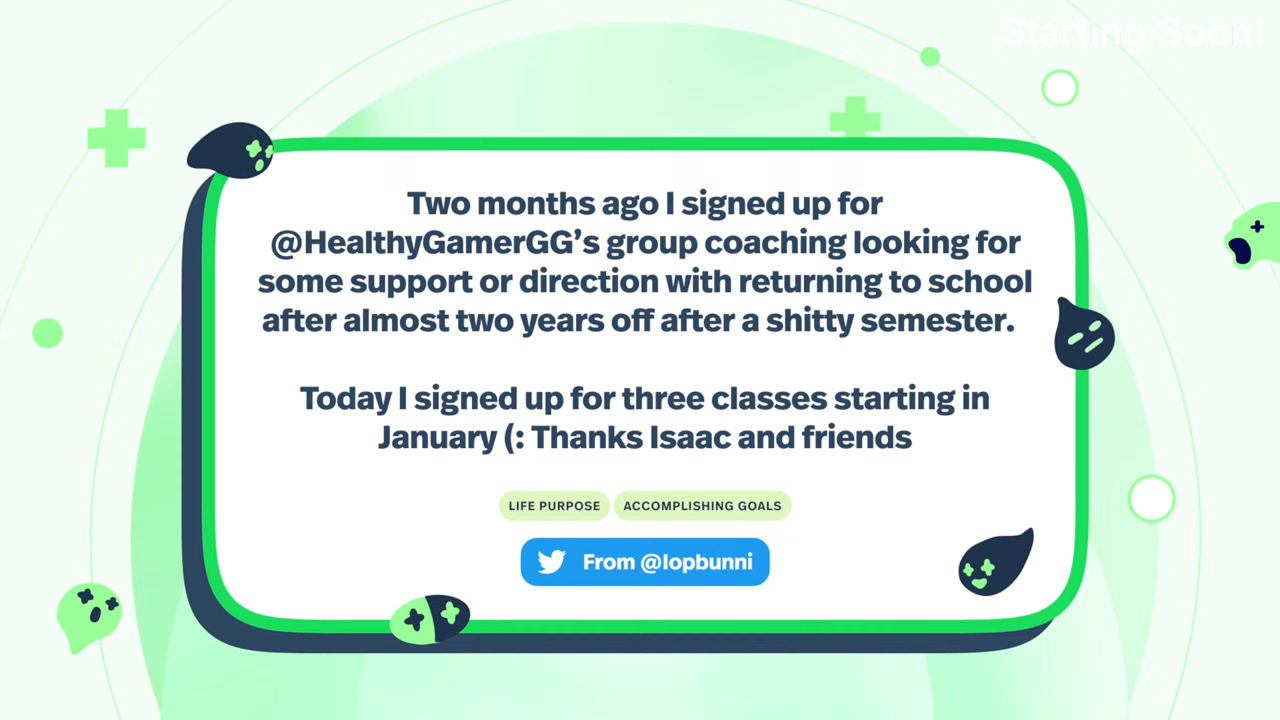 Starting Soon!
Two months ago I signed up for
@HealthyGamerGG’s group coaching looking for
some support or direction with returning to school
after almost two years off after a shitty semester.
Today I signed up for three classes starting in
January (: Thanks Isaac and friends
LIFE PURPOSE ACCOMPLISHING GOALS
From @lopbunni